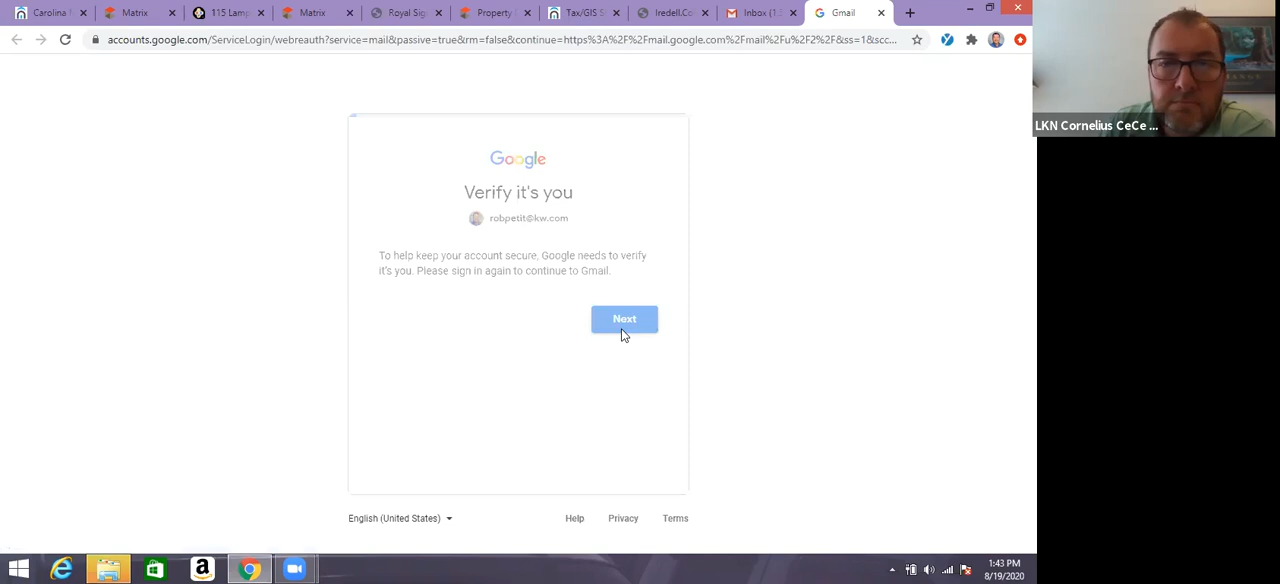 Carolina
Matrix
115 Lamp
Matrix
Royal Sig
Property
Tax/GIS S
Iredell.Co
Inbox (1
Gmail
accounts.google.com/ServiceLogin/webreauth?service=mail&passive=true&rm=false&continue=https%3A%2F%2Fmail.google.com%2Fmail%2Fu%2F2%2F&ss=1&scc...
LKN Cornelius CeCe ...
Google
Verify it's you
robpetit@kw.com
To help keep your account secure, Google needs to verify
it's you. Please sign in again to continue to Gmail.
Next
English (United States)
Help
Privacy
Terms
1:43 PM
8/19/2020